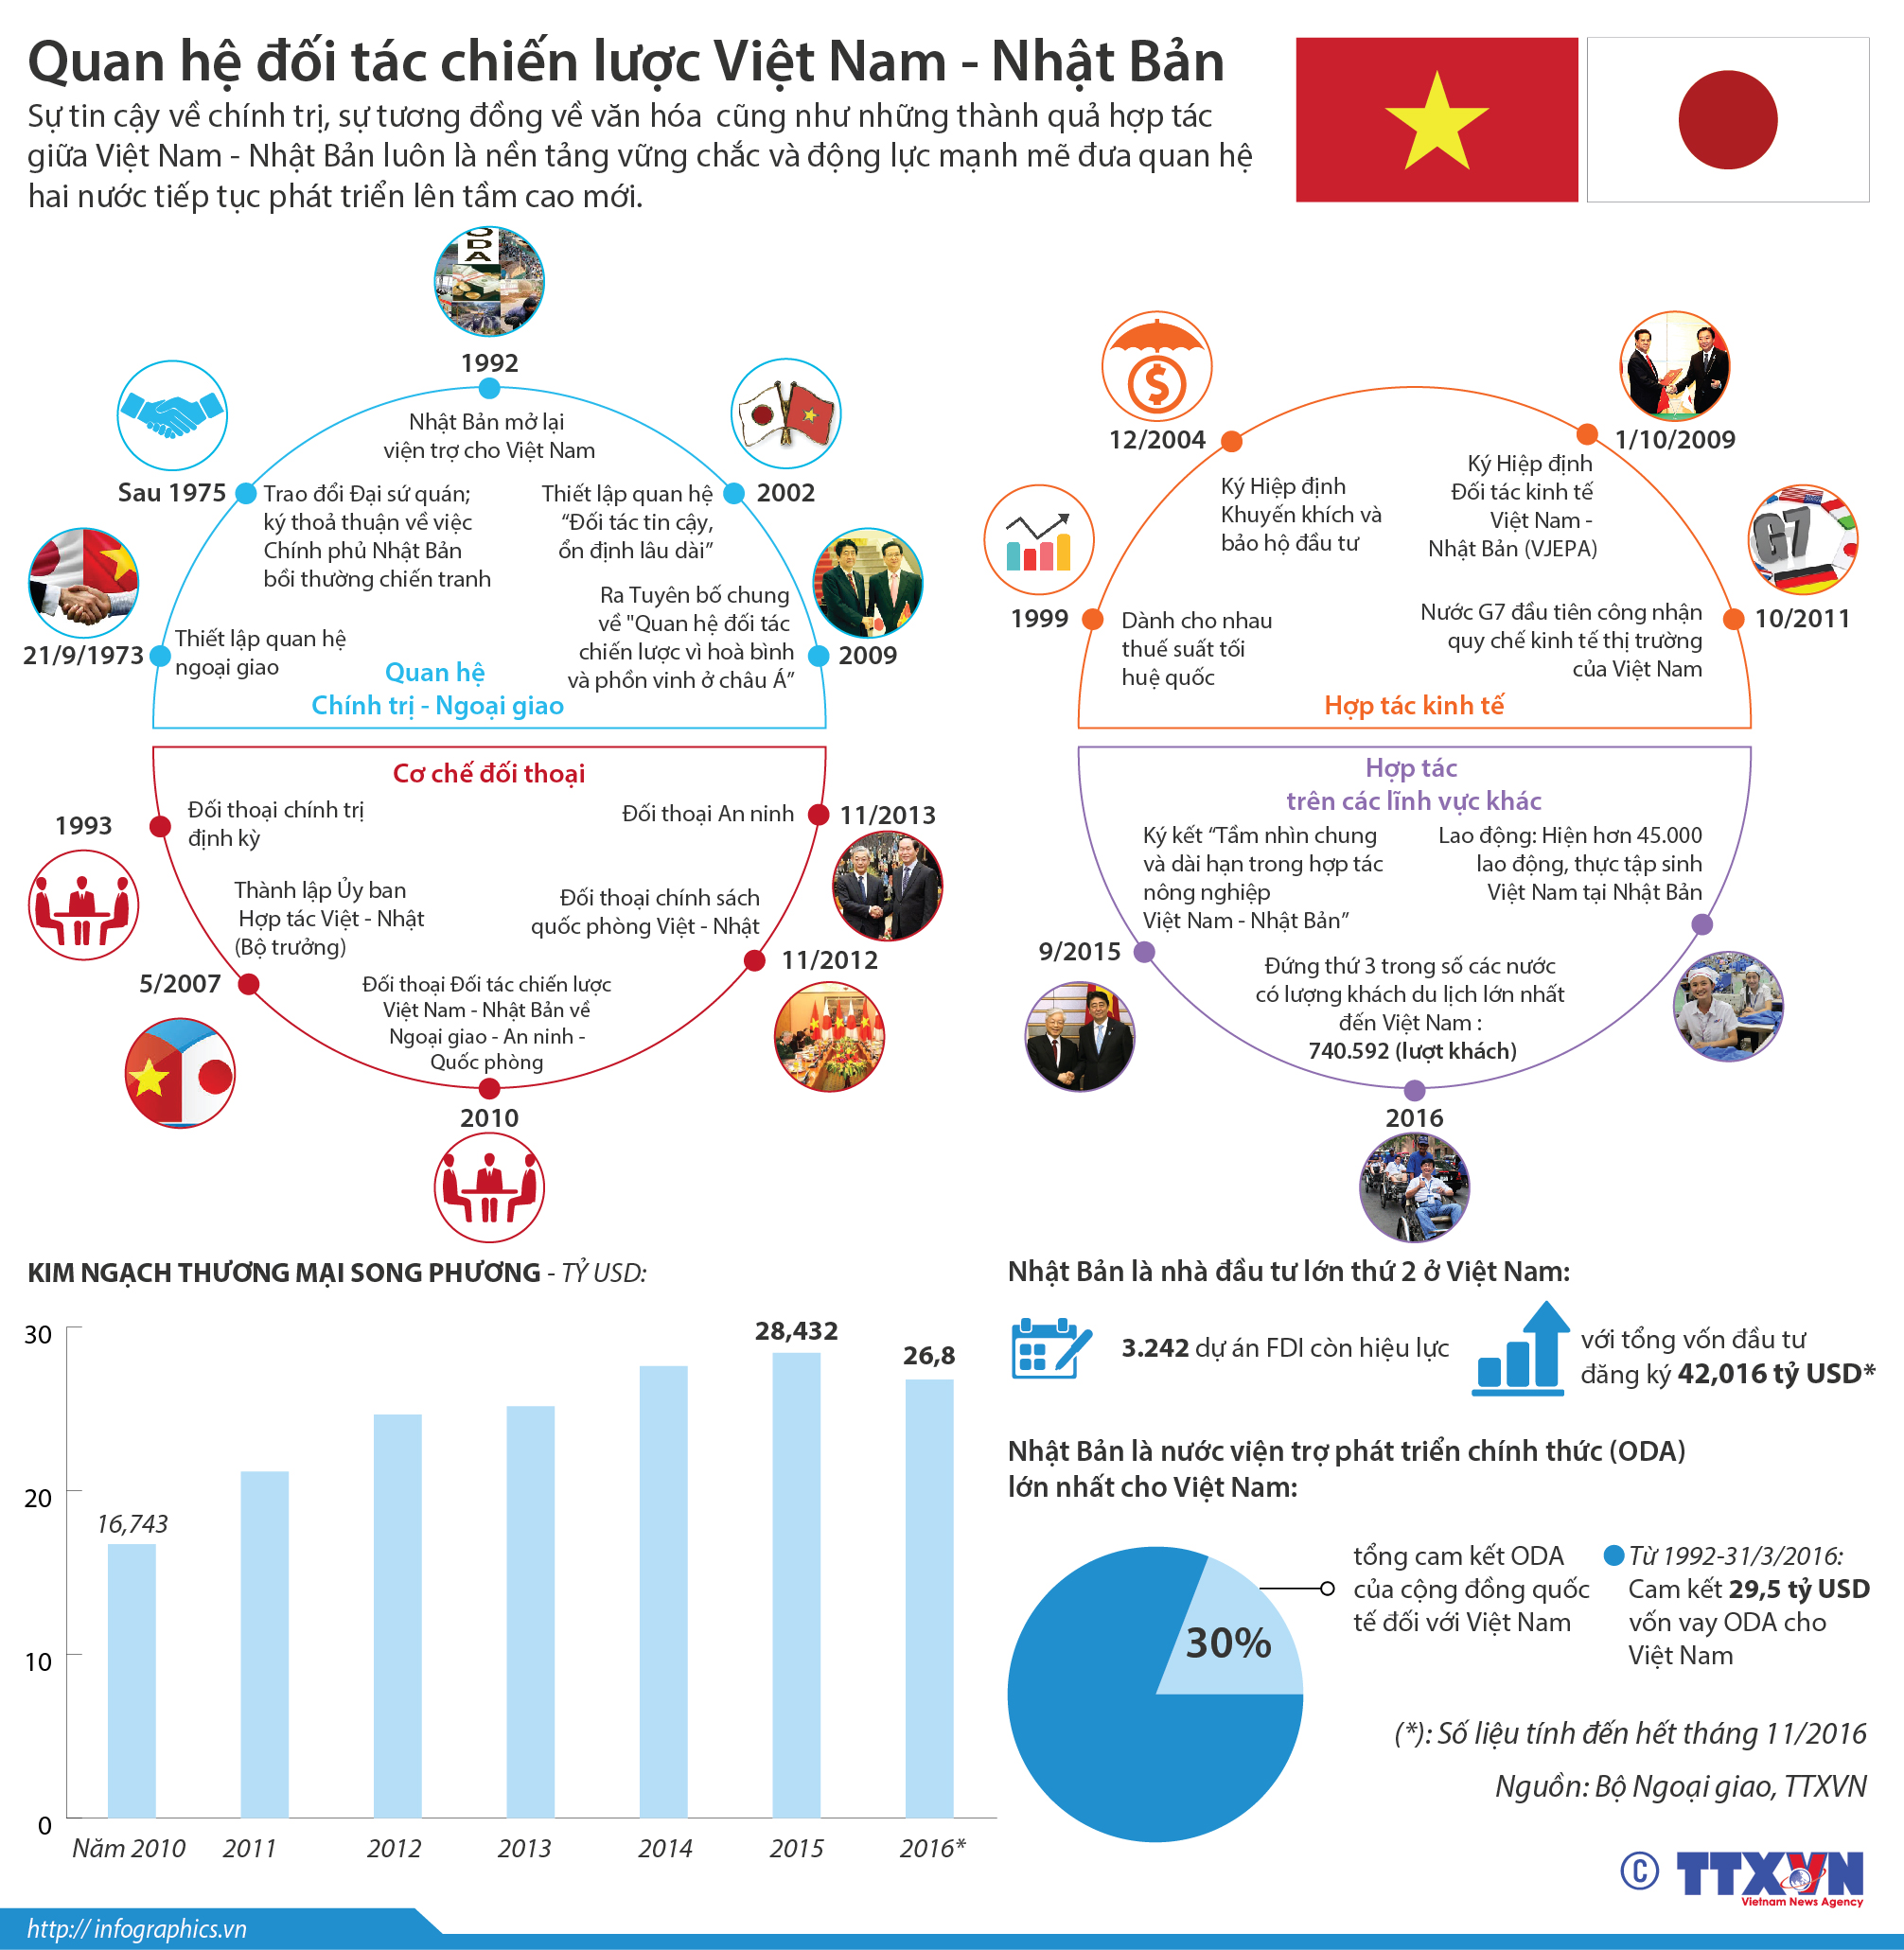 Quan hệ đối tác chiến lược Việt Nam - Nhật Bản
Sự tin cậy về chính trị, sự tương đồng về văn hóa cũng như những thành quả hợp tác
giữa Việt Nam - Nhật Bản luôn là nền tảng vững chắc và động lực mạnh mẽ đưa quan hệ
hai nước tiếp tục phát triển lên tầm cao mới.
ODA
1992
Nhật Bản mở lại
viện trợ cho Việt Nam
Sau 1975
Trao đổi Đại sứ quán;
ký thoả thuận về việc
Chính phủ Nhật Bản
bồi thường chiến tranh
2002
Thiết lập quan hệ
“Đối tác tin cậy,
ổn định lâu dài”
21/9/1973
Thiết lập quan hệ
ngoại giao
2009
Ra Tuyên bố chung
về "Quan hệ đối tác
chiến lược vì hoà bình
và phồn vinh ở châu Á”
Quan hệ
Chính trị - Ngoại giao
12/2004
Ký Hiệp định
Khuyến khích và
bảo hộ đầu tư
1/10/2009
Ký Hiệp định
Đối tác kinh tế
Việt Nam -
Nhật Bản (VJEPA)
1999
Dành cho nhau
thuế suất tối
huệ quốc
G7
10/2011
Nước G7 đầu tiên công nhận
quy chế kinh tế thị trường
của Việt Nam
Hợp tác kinh tế
Cơ chế đối thoại
1993
Đối thoại chính trị
định kỳ
Đối thoại An ninh
11/2013
Thành lập Ủy ban
Hợp tác Việt - Nhật
(Bộ trưởng)
5/2007
Đối thoại chính sách
quốc phòng Việt - Nhật
11/2012
Đối thoại Đối tác chiến lược
Việt Nam - Nhật Bản về
Ngoại giao - An ninh -
Quốc phòng
2010
Hợp tác
trên các lĩnh vực khác
Ký kết “Tầm nhìn chung
và dài hạn trong hợp tác
nông nghiệp
Việt Nam - Nhật Bản”
9/2015
Lao động: Hiện hơn 45.000
lao động, thực tập sinh
Việt Nam tại Nhật Bản
Đứng thứ 3 trong số các nước
có lượng khách du lịch lớn nhất
đến Việt Nam :
740.592 (lượt khách)
2016
KIM NGẠCH THƯƠNG MẠI SONG PHƯƠNG - TỶ USD:
30
20
10
0
16,743
28,432
26,8
Năm 2010 2011 2012 2013 2014 2015 2016*
Nhật Bản là nhà đầu tư lớn thứ 2 ở Việt Nam:
3.242 dự án FDI còn hiệu lực
với tổng vốn đầu tư
đăng ký 42,016 tỷ USD*
Nhật Bản là nước viện trợ phát triển chính thức (ODA)
lớn nhất cho Việt Nam:
30%
tổng cam kết ODA
của cộng đồng quốc
tế đối với Việt Nam
Từ 1992-31/3/2016:
Cam kết 29,5 tỷ USD
vốn vay ODA cho
Việt Nam
(*): Số liệu tính đến hết tháng 11/2016
Nguồn: Bộ Ngoại giao, TTXVN
© TTXVN
Vietnam News Agency
http:// infographics.vn